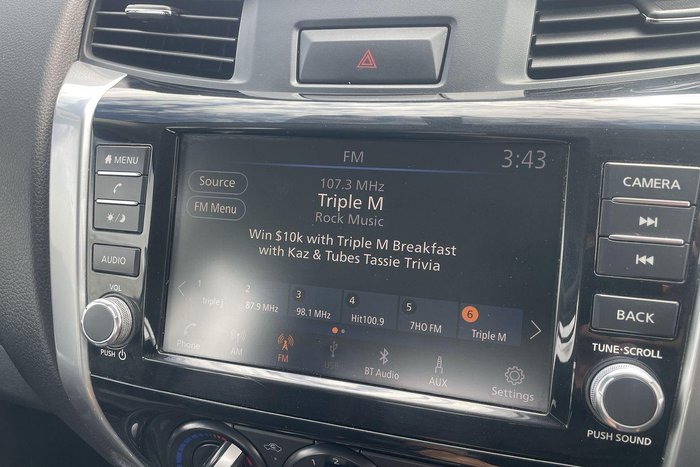 MENU
AUDIO
VOL
PUSH
FM
3:43
Source
FM Menu
107.3 MHz
Triple M
Rock Music
Win $10k with Triple M Breakfast
with Kaz & Tubes Tassie Trivia
1
triple j
2
87.9 MHz
3
98.1 MHz
4
Hit100.9
5
7HO FM
6
Triple M
Phone
AM
FM
USB
BT Audio
AUX
Settings
CAMERA
BACK
TUNE·SCROLL
PUSH SOUND